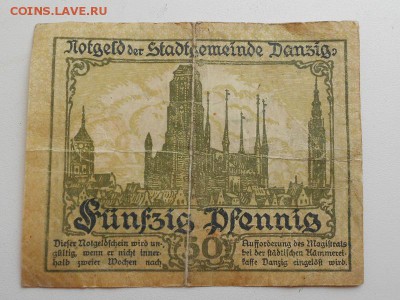 COINS.LAVE.RU
Notgeld der Stadtgemeinde Danzig
Fünfzig Pfennig
50
Dieser Notgeldschein wird un-
gültig, wenn er nicht inner-
halb zweier Wochen nach
Aufforderung des Magistrats
bei der städtischen Kämmerei-
kasse Danzig eingelöst wird.